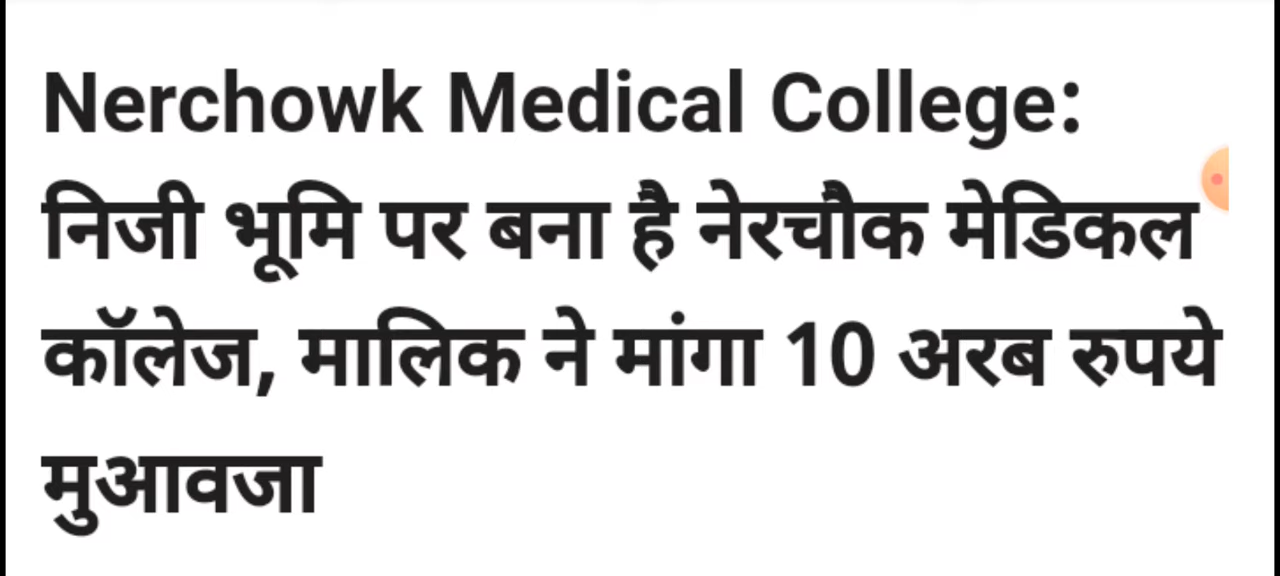 Nerchowk Medical College:
निजी भूमि पर बना है नेरचौक मेडिकल
कॉलेज, मालिक ने मांगा 10 अरब रुपये
मुआवजा